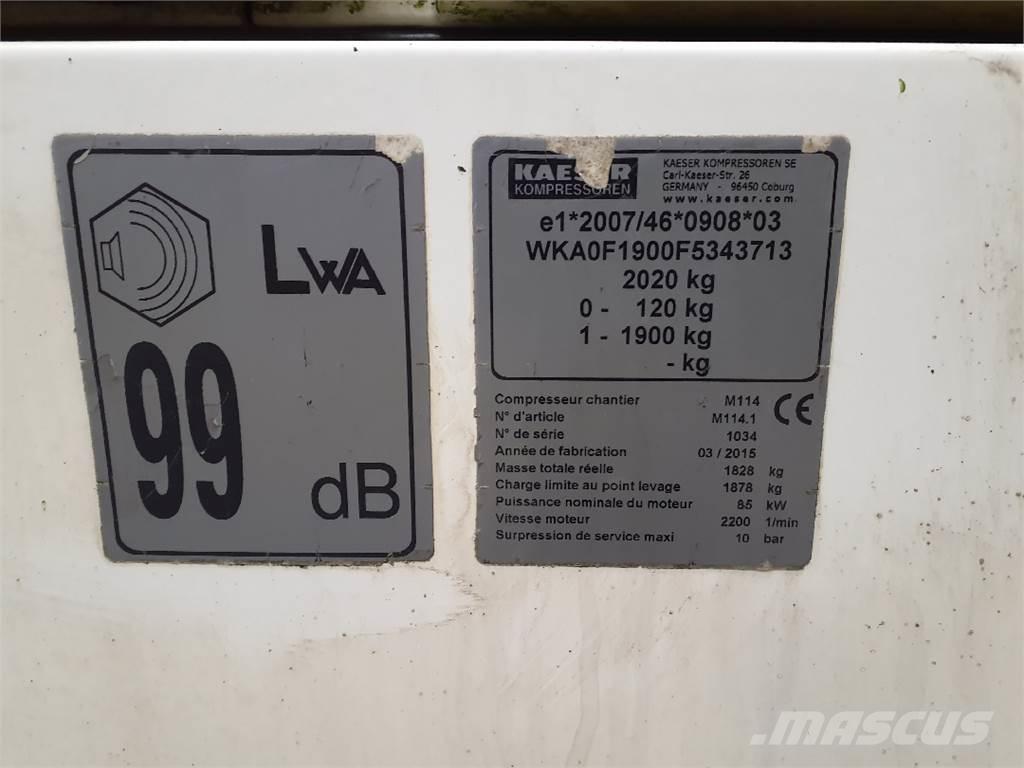 LWA
99
dB
KAESER
KOMPRESSOREN
KAESER KOMPRESSOREN SE
Carl-Kaeser-Str. 26
GERMANY - 96450 Coburg
www.kaeser.com
e1*2007/46*0908*03
WKA0F1900F5343713
2020 kg
0 - 120 kg
1 - 1900 kg
- kg
Compresseur chantier M114 CE
N° d'article M114.1
N° de série 1034
Année de fabrication 03 / 2015
Masse totale réelle 1828 kg
Charge limite au point levage 1878 kg
Puissance nominale du moteur 85 kW
Vitesse moteur 2200 1/min
Surpression de service maxi 10 bar
MASCUS